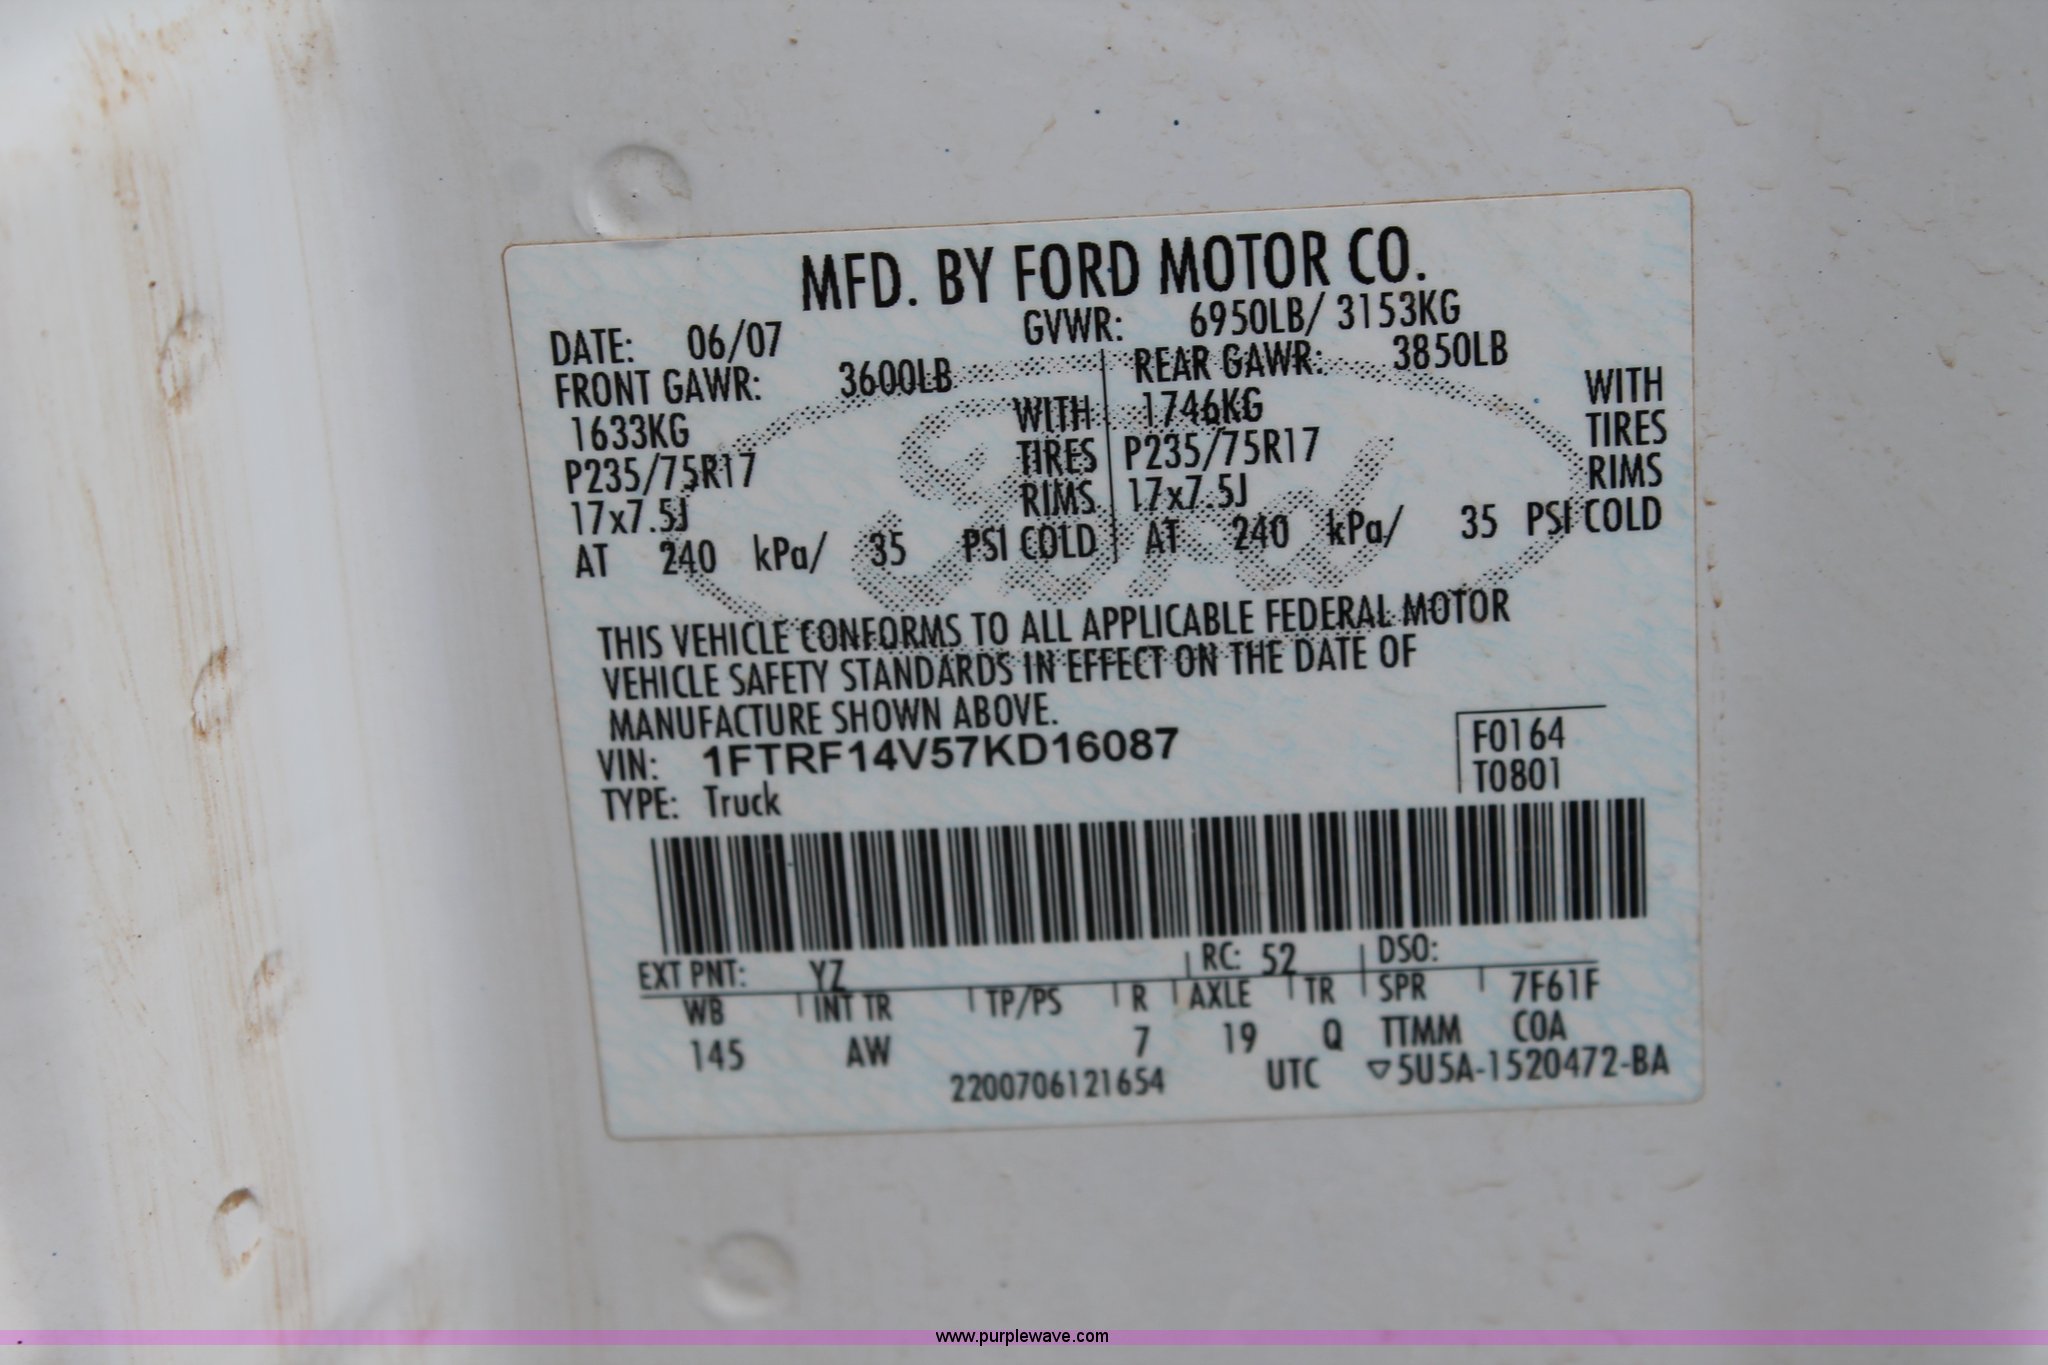 MFD. BY FORD MOTOR CO.
DATE: 06/07 GVWR: 6950LB/ 3153KG
FRONT GAWR: 3600LB REAR GAWR: 3850LB
1633KG WITH 1746KG WITH
P235/75R17 TIRES P235/75R17 TIRES
17x7.5J RIMS 17x7.5J RIMS
AT 240 kPa/ 35 PSI COLD AT 240 kPa/ 35 PSI COLD
Ford
THIS VEHICLE CONFORMS TO ALL APPLICABLE FEDERAL MOTOR
VEHICLE SAFETY STANDARDS IN EFFECT ON THE DATE OF
MANUFACTURE SHOWN ABOVE.
VIN: 1FTRF14V57KD16087 F0164
TYPE: Truck T0801
EXT PNT: YZ RC: 52 DSO:
WB INT TR TP/PS R AXLE TR SPR 7F61F
145 AW 7 19 Q TTMM COA
2200706121654 UTC ▽5U5A-1520472-BA
www.purplewave.com